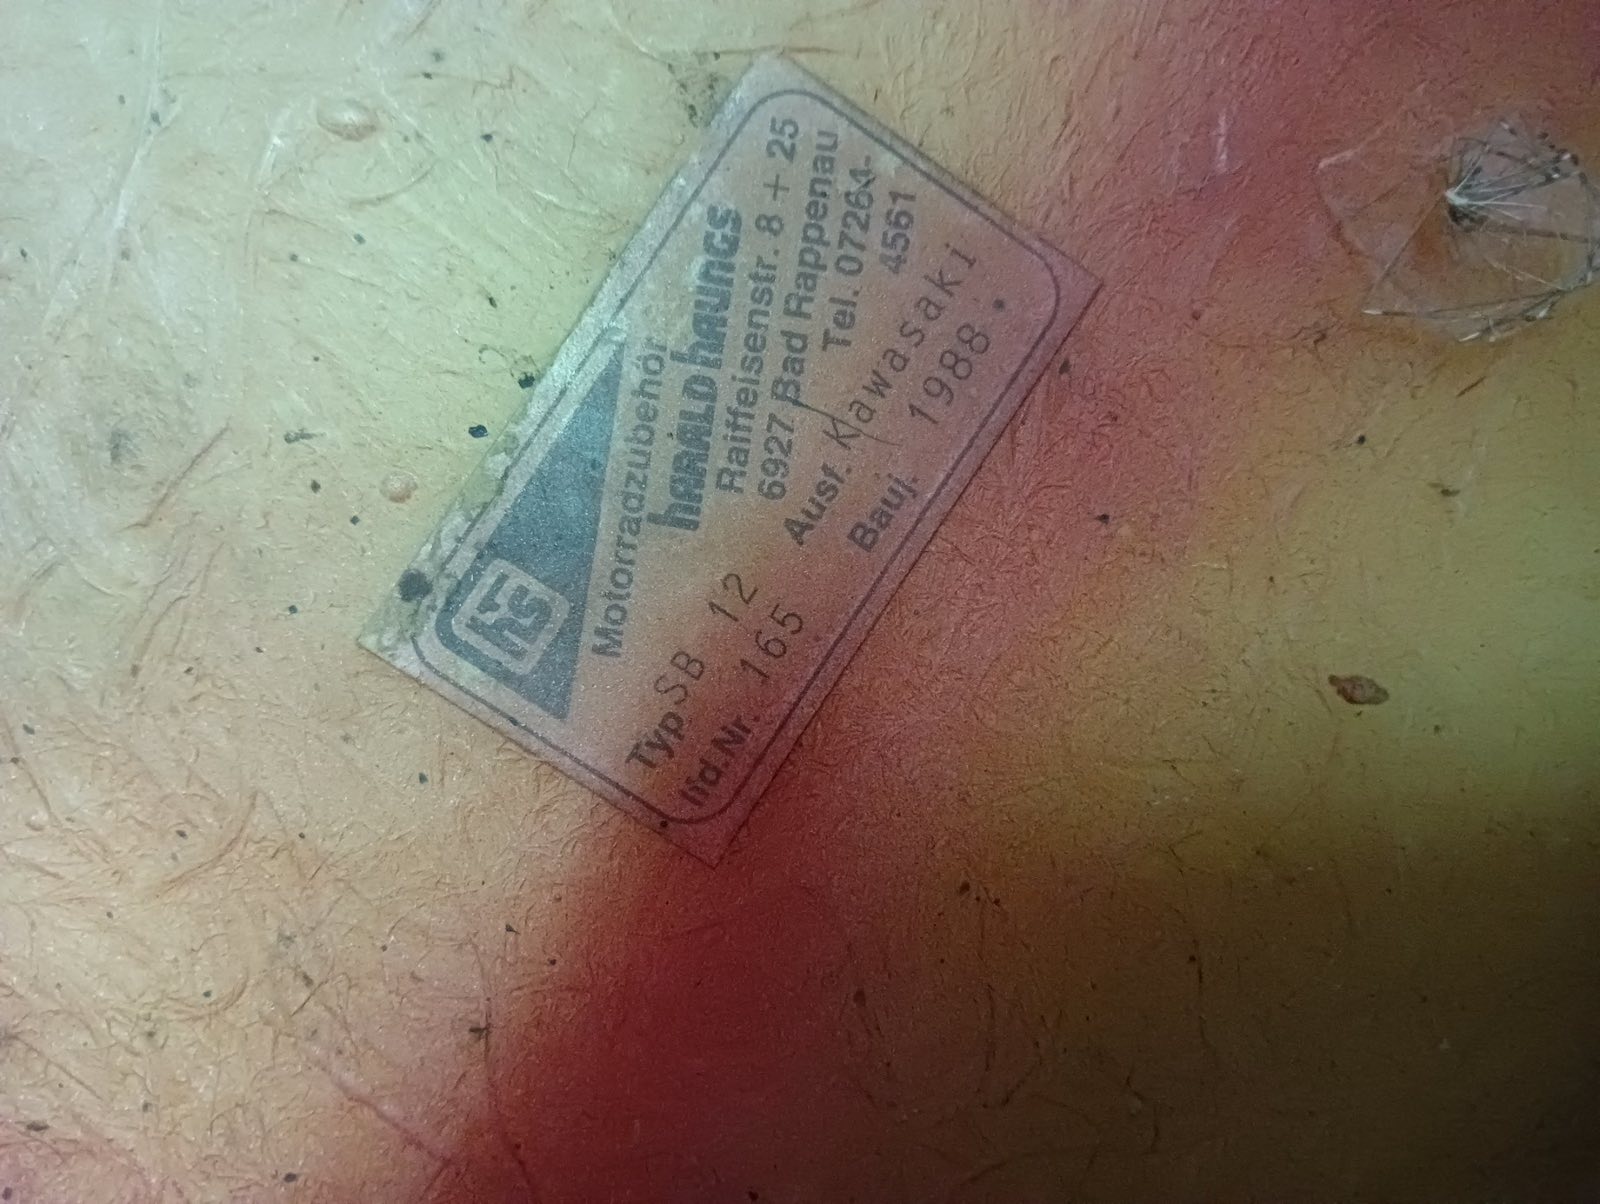 hs
Motorradzubehör
HARALD HAUNGS
Raiffeisenstr. 8 + 25
6927 Bad Rappenau
Tel. 07264-
4561
Typ SB 12
Ausf. Kawasaki
lfd.Nr. 165
Bauj. 1988